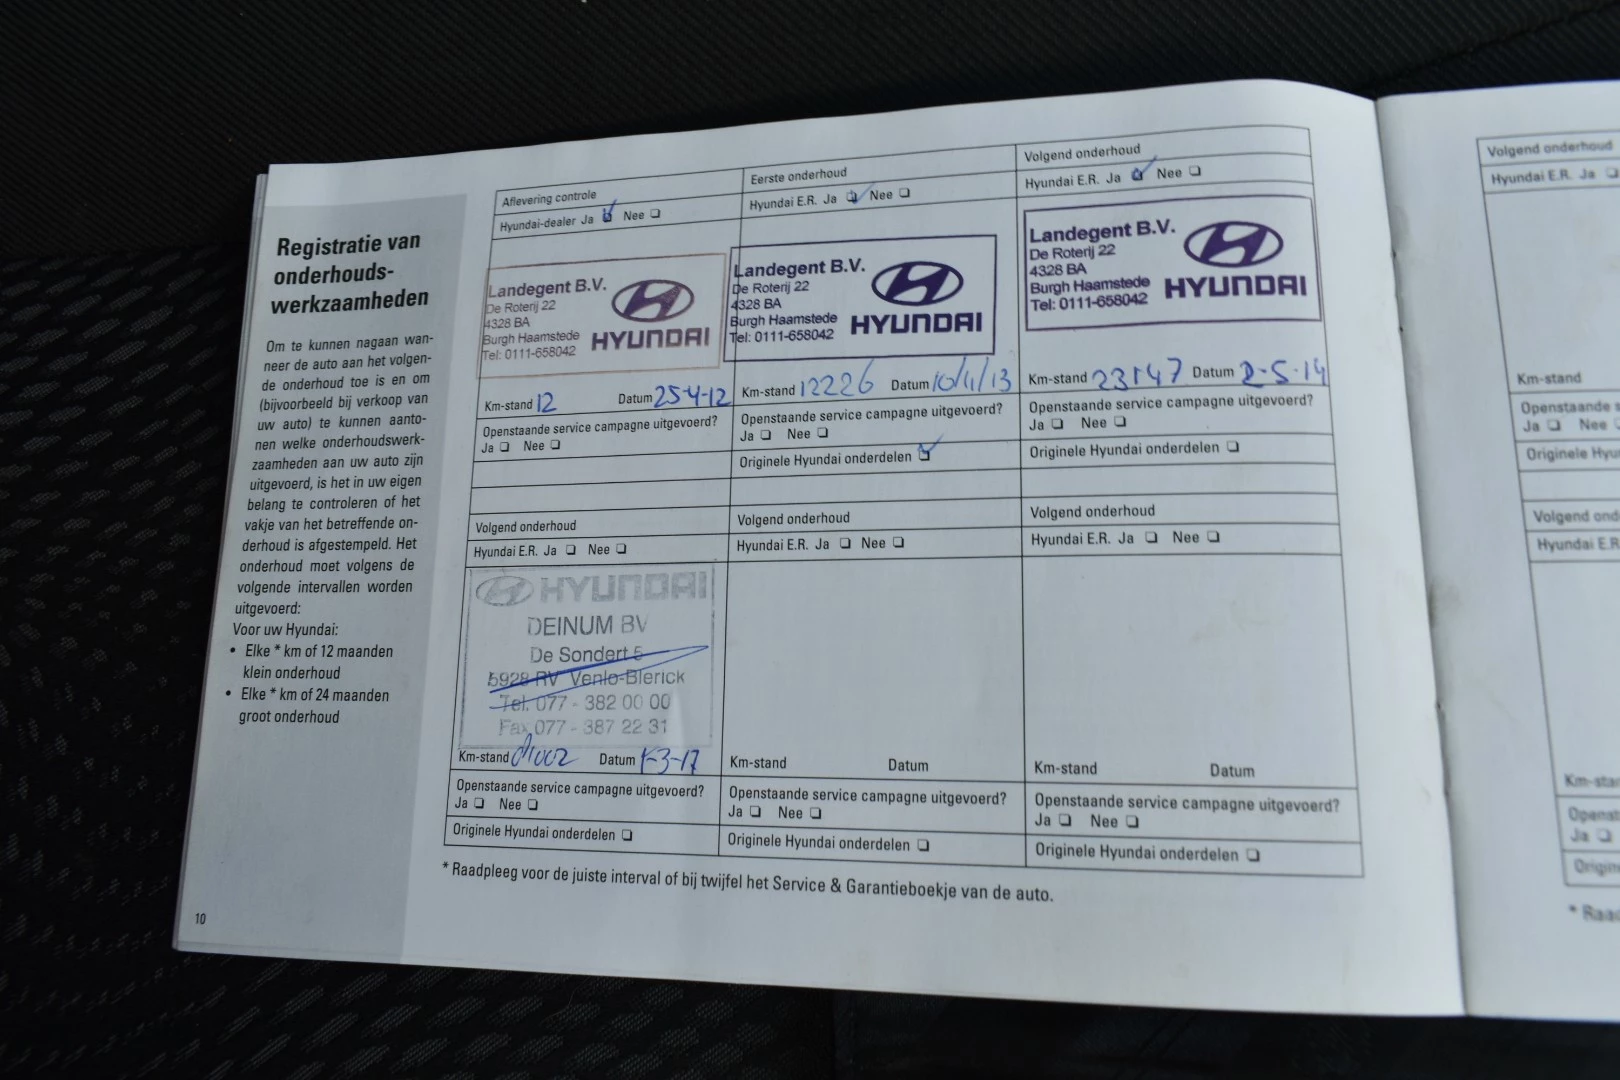 Registratie van
onderhouds-
werkzaamheden
Om te kunnen nagaan wan-
neer de auto aan het volgen-
de onderhoud toe is en om
(bijvoorbeeld bij verkoop van
uw auto) te kunnen aanto-
nen welke onderhoudswerk-
zaamheden aan uw auto zijn
uitgevoerd, is het in uw eigen
belang te controleren of het
vakje van het betreffende on-
derhoud is afgestempeld. Het
onderhoud moet volgens de
volgende intervallen worden
uitgevoerd:
Voor uw Hyundai:
• Elke * km of 12 maanden
klein onderhoud
• Elke * km of 24 maanden
groot onderhoud
10
Aflevering controle
Hyundai-dealer Ja Nee
Landegent B.V.
De Roterij 22
4328 BA
Burgh Haamstede
Tel: 0111-658042
HYUNDAI
Km-stand 12 Datum 25-4-12
Openstaande service campagne uitgevoerd?
Ja Nee
Eerste onderhoud
Hyundai E.R. Ja Nee
Landegent B.V.
De Roterij 22
4328 BA
Burgh Haamstede
Tel: 0111-658042
HYUNDAI
Km-stand 12226 Datum 10/11/13
Openstaande service campagne uitgevoerd?
Ja Nee
Originele Hyundai onderdelen
Volgend onderhoud
Hyundai E.R. Ja Nee
Landegent B.V.
De Roterij 22
4328 BA
Burgh Haamstede
Tel: 0111-658042
HYUNDAI
Km-stand 23147 Datum 2-5-14
Openstaande service campagne uitgevoerd?
Ja Nee
Originele Hyundai onderdelen
Volgend onderhoud
Hyundai E.R. Ja Nee
HYUNDAI
DEINUM BV
De Sondert 5
5928 RV Venlo-Blerick
Tel. 077 - 382 00 00
Fax 077 - 387 22 31
Km-stand Datum 1-3-17
Openstaande service campagne uitgevoerd?
Ja Nee
Originele Hyundai onderdelen
Volgend onderhoud
Hyundai E.R. Ja Nee
Km-stand Datum
Openstaande service campagne uitgevoerd?
Ja Nee
Originele Hyundai onderdelen
Volgend onderhoud
Hyundai E.R. Ja Nee
Km-stand Datum
Openstaande service campagne uitgevoerd?
Ja Nee
Originele Hyundai onderdelen
* Raadpleeg voor de juiste interval of bij twijfel het Service & Garantieboekje van de auto.
Volgend onderhoud
Hyundai E.R. Ja
Km-stand
Openstaande
Ja Nee
Originele
Volgend
Hyundai E.R.
Ja